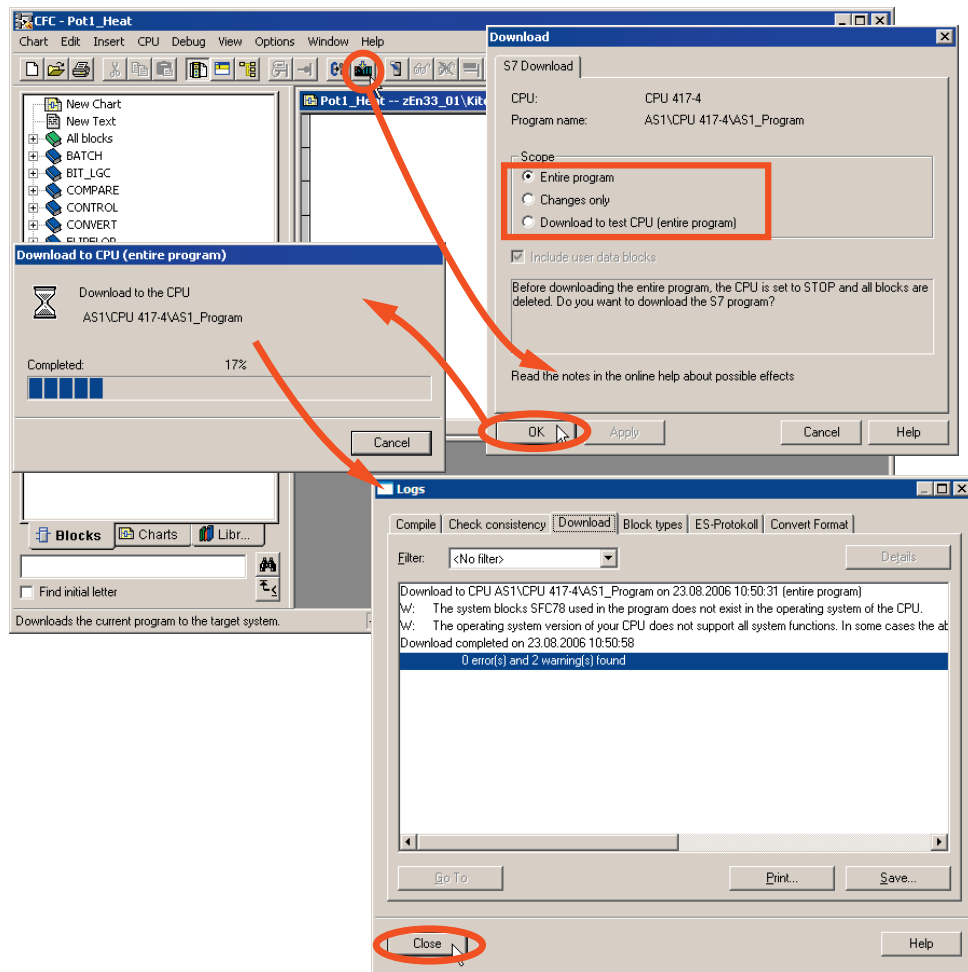 CFC - Pot1_Heat
Chart Edit Insert CPU Debug View Options Window Help
New Chart
New Text
All blocks
BATCH
BIT_LGC
COMPARE
CONTROL
CONVERT
FLIPFLOP
Pot1_Heat -- zEn33_01\Kite
Download
S7 Download
CPU: CPU 417-4
Program name: AS1\CPU 417-4\AS1_Program
Scope
Entire program
Changes only
Download to test CPU (entire program)
Include user data blocks
Before downloading the entire program, the CPU is set to STOP and all blocks are
deleted. Do you want to download the S7 program?
Read the notes in the online help about possible effects
OK Apply Cancel Help
Download to CPU (entire program)
Download to the CPU
AS1\CPU 417-4\AS1_Program
Completed: 17%
Cancel
Blocks Charts Libr...
Find initial letter
Downloads the current program to the target system.
Logs
Compile Check consistency Download Block types ES-Protokoll Convert Format
Filter: <No filter> Details
Download to CPU AS1\CPU 417-4\AS1_Program on 23.08.2006 10:50:31 (entire program)
W: The system blocks SFC78 used in the program does not exist in the operating system of the CPU.
W: The operating system version of your CPU does not support all system functions. In some cases the ab
Download completed on 23.08.2006 10:50:58
0 error(s) and 2 warning(s) found
Go To Print... Save...
Close Help